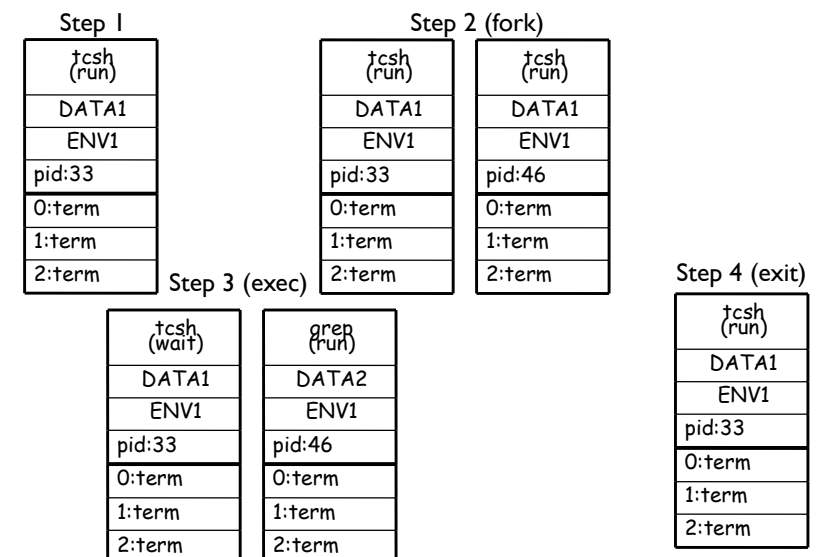 Step 1
tcsh
(run)
DATA1
ENV1
pid:33
0:term
1:term
2:term
Step 2 (fork)
tcsh
(run)
DATA1
ENV1
pid:33
0:term
1:term
2:term
tcsh
(run)
DATA1
ENV1
pid:46
0:term
1:term
2:term
Step 3 (exec)
tcsh
(wait)
DATA1
ENV1
pid:33
0:term
1:term
2:term
grep
(run)
DATA2
ENV1
pid:46
0:term
1:term
2:term
Step 4 (exit)
tcsh
(run)
DATA1
ENV1
pid:33
0:term
1:term
2:term